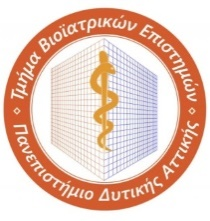 Τμήμα Βιοϊατρικών Επιστημών
Πανεπιστήμιο Δυτικής Αττικής